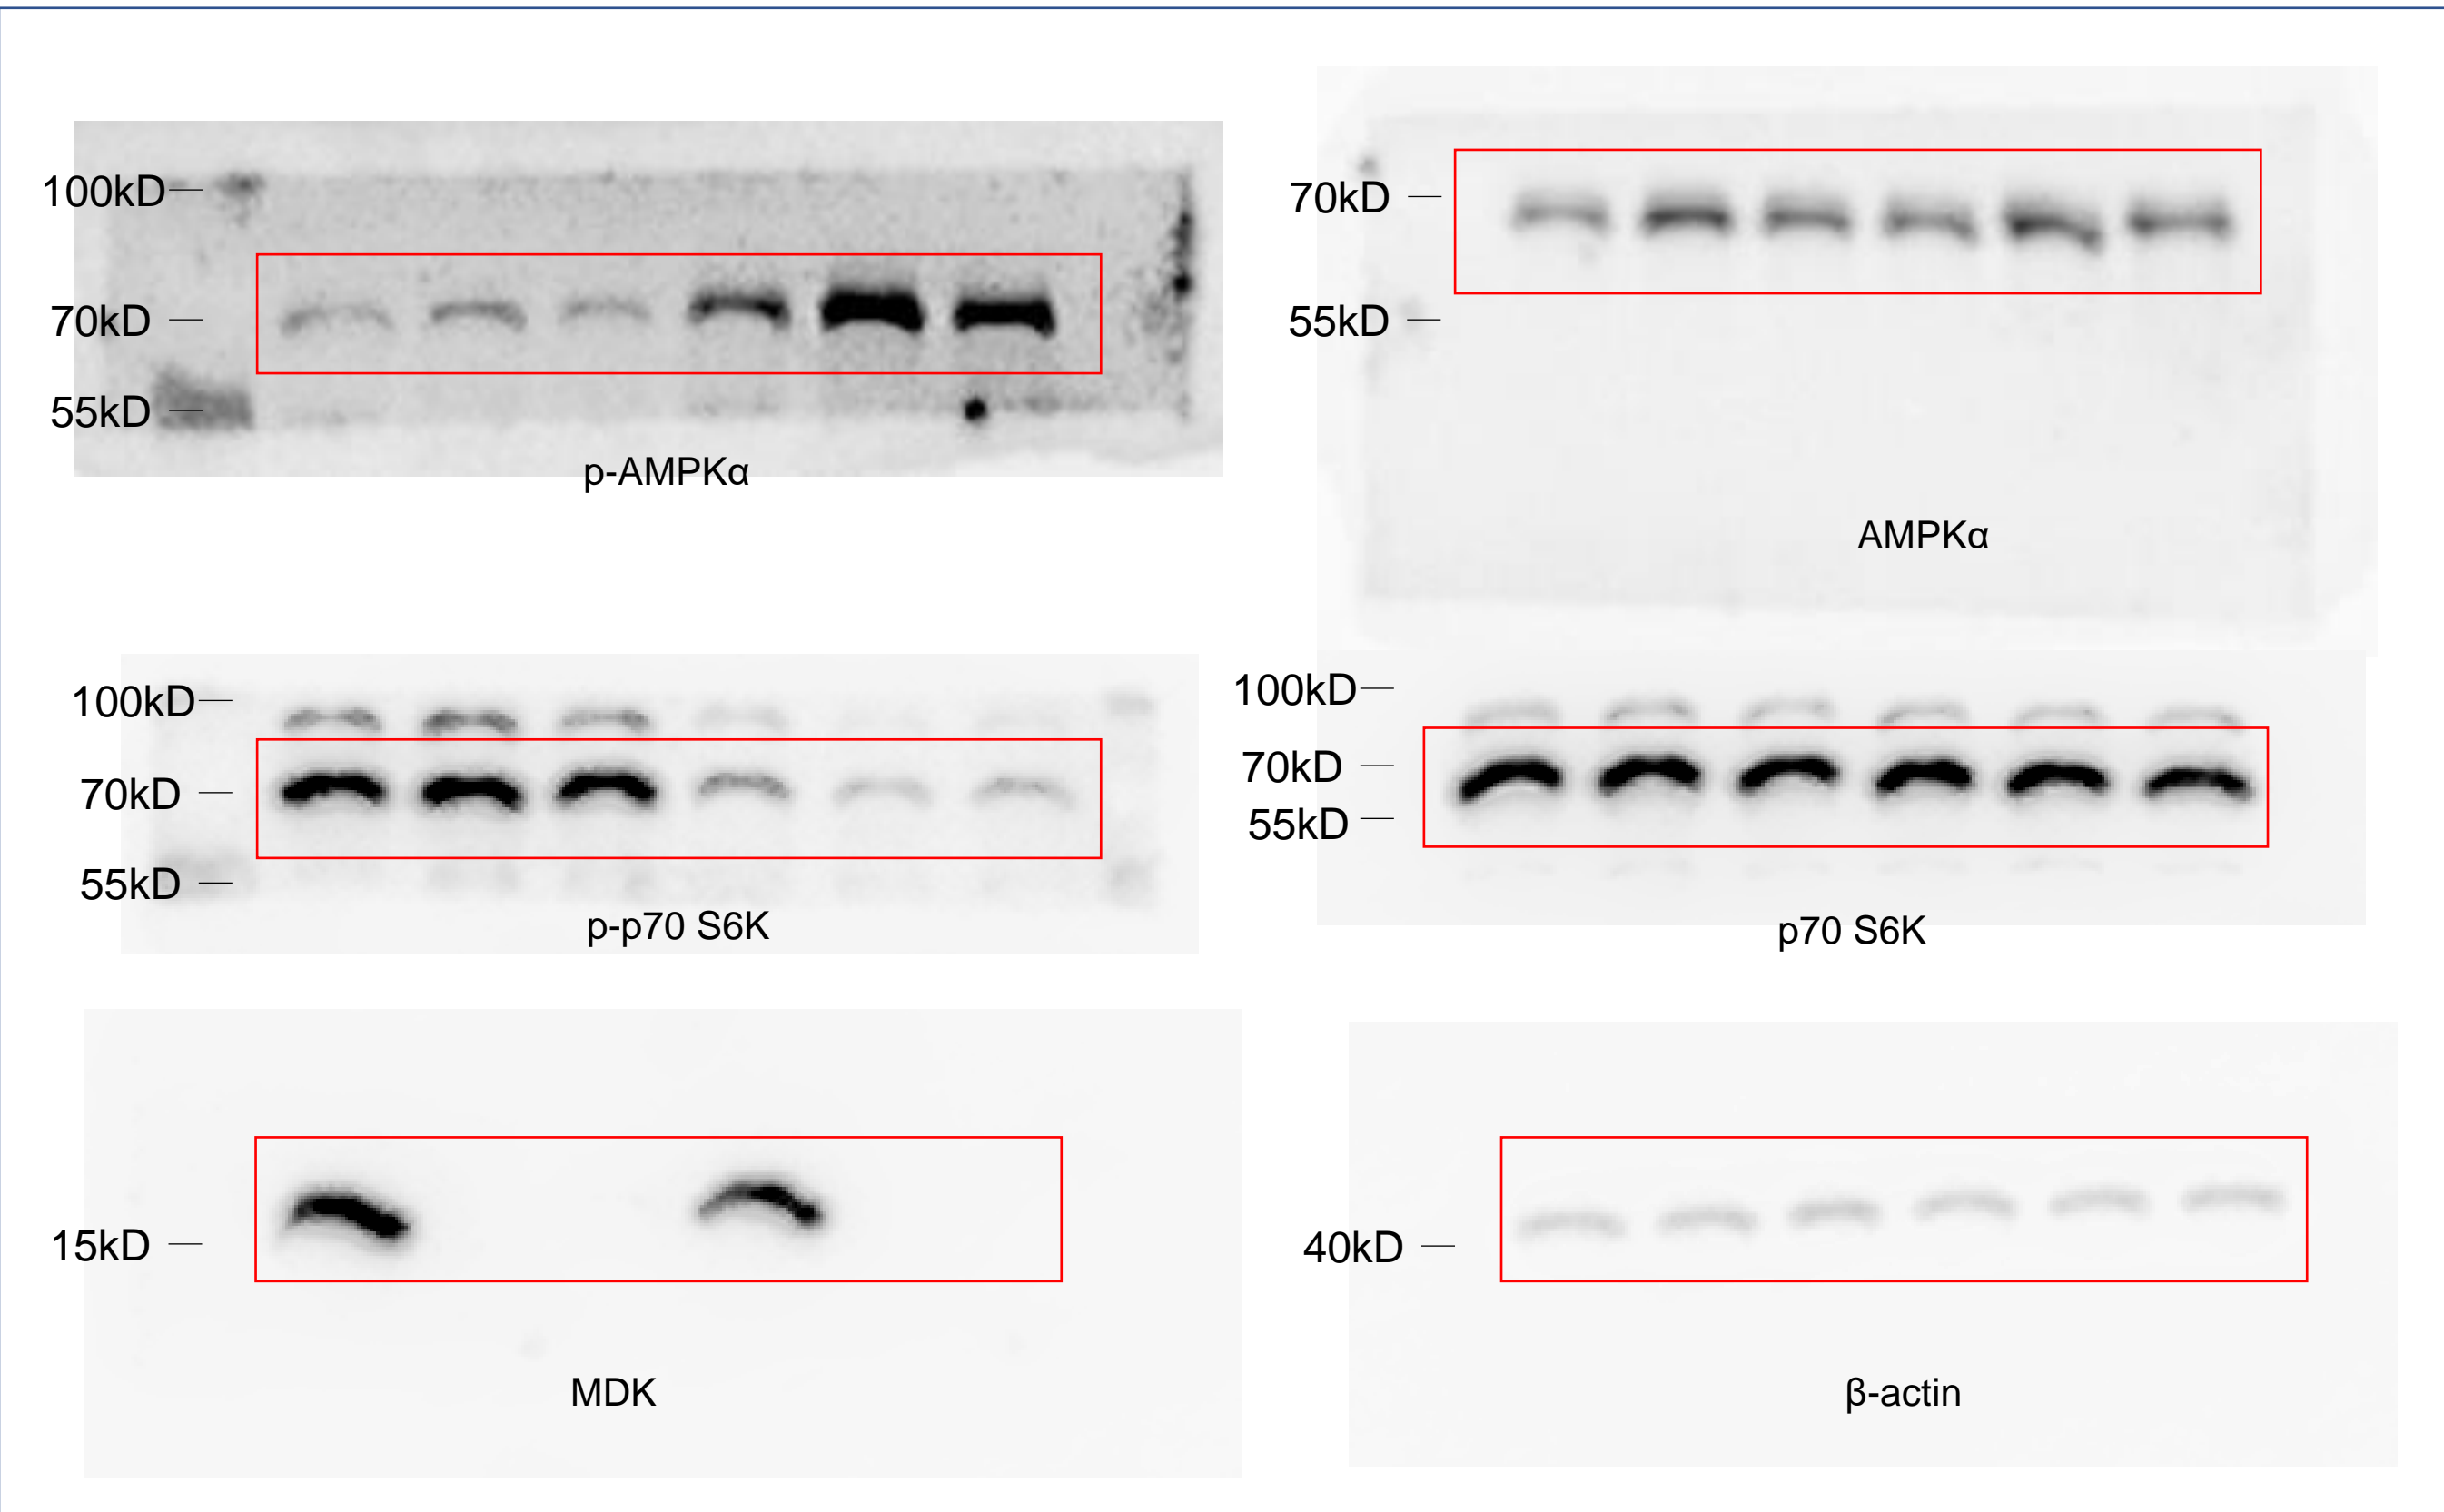 100kD
70kD
55kD
p-AMPKα
70kD
55kD
AMPKα
100kD
70kD
55kD
p-p70 S6K
100kD
70kD
55kD
p70 S6K
15kD
MDK
40kD
β-actin